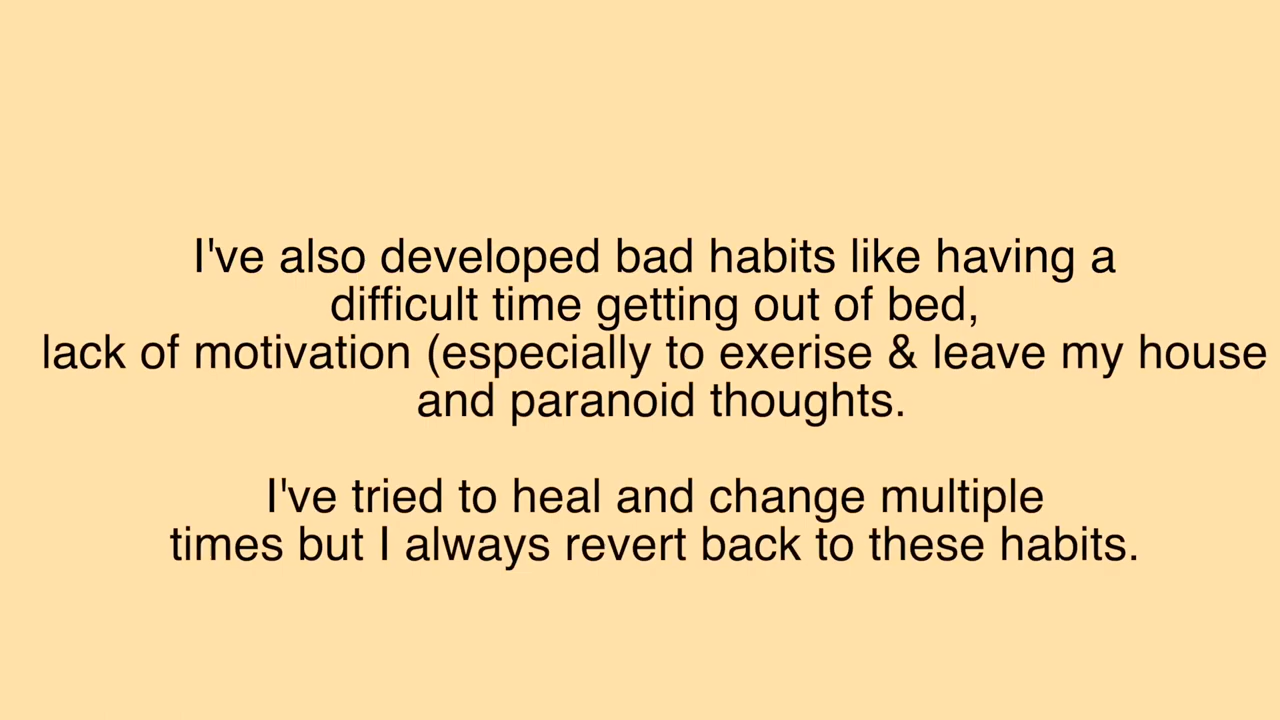 I've also developed bad habits like having a
difficult time getting out of bed,
lack of motivation (especially to exerise & leave my house
and paranoid thoughts.
I've tried to heal and change multiple
times but I always revert back to these habits.